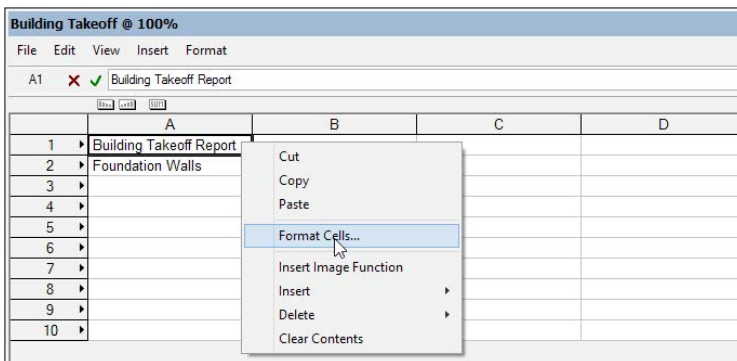 Building Takeoff @ 100%
File Edit View Insert Format
A1 Building Takeoff Report
A B C D
1 Building Takeoff Report
2 Foundation Walls
3
4
5
6
7
8
9
10
Cut
Copy
Paste
Format Cells...
Insert Image Function
Insert
Delete
Clear Contents